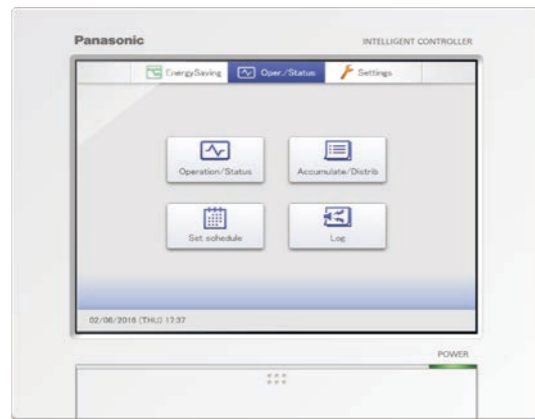 Panasonic INTELLIGENT CONTROLLER
EnergySaving Oper./Status Settings
Operation/Status Accumulate/Distrib
Set schedule Log
02/06/2016 (THU) 17:37
POWER